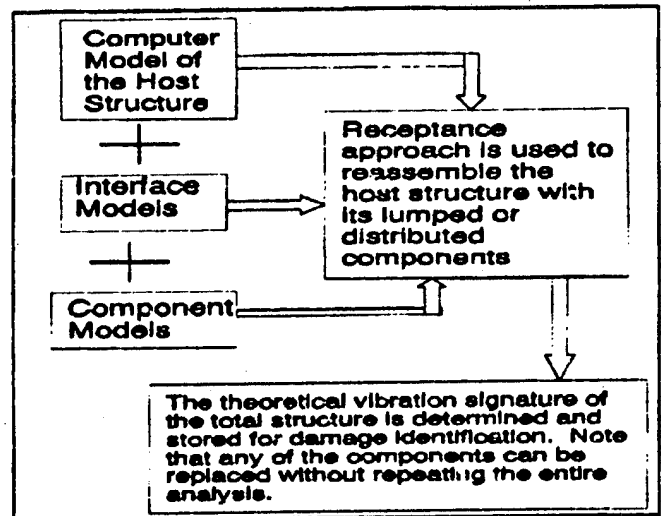 Computer
Model of
the Host
Structure
Interface
Models
Component
Models
Receptance
approach is used to
reassemble the
host structure with
its lumped or
distributed
components
The theoretical vibration signature of
the total structure is determined and
stored for damage identification. Note
that any of the components can be
replaced without repeating the entire
analysis.